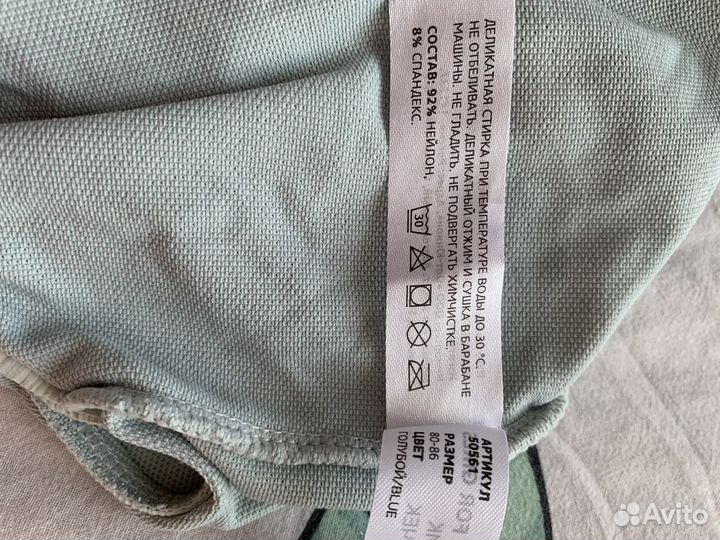 ДЕЛИКАТНАЯ СТИРКА ПРИ ТЕМПЕРАТУРЕ ВОДЫ ДО 30 °C.
НЕ ОТБЕЛИВАТЬ. ДЕЛИКАТНЫЙ ОТЖИМ И СУШКА В БАРАБАНЕ
МАШИНЫ. НЕ ГЛАДИТЬ. НЕ ПОДВЕРГАТЬ ХИМЧИСТКЕ.
СОСТАВ: 92% НЕЙЛОН,
8% СПАНДЕКС.
30
АРТИКУЛ
50561
РАЗМЕР
80-86
ЦВЕТ
ГОЛУБОЙ/BLUE
Avito